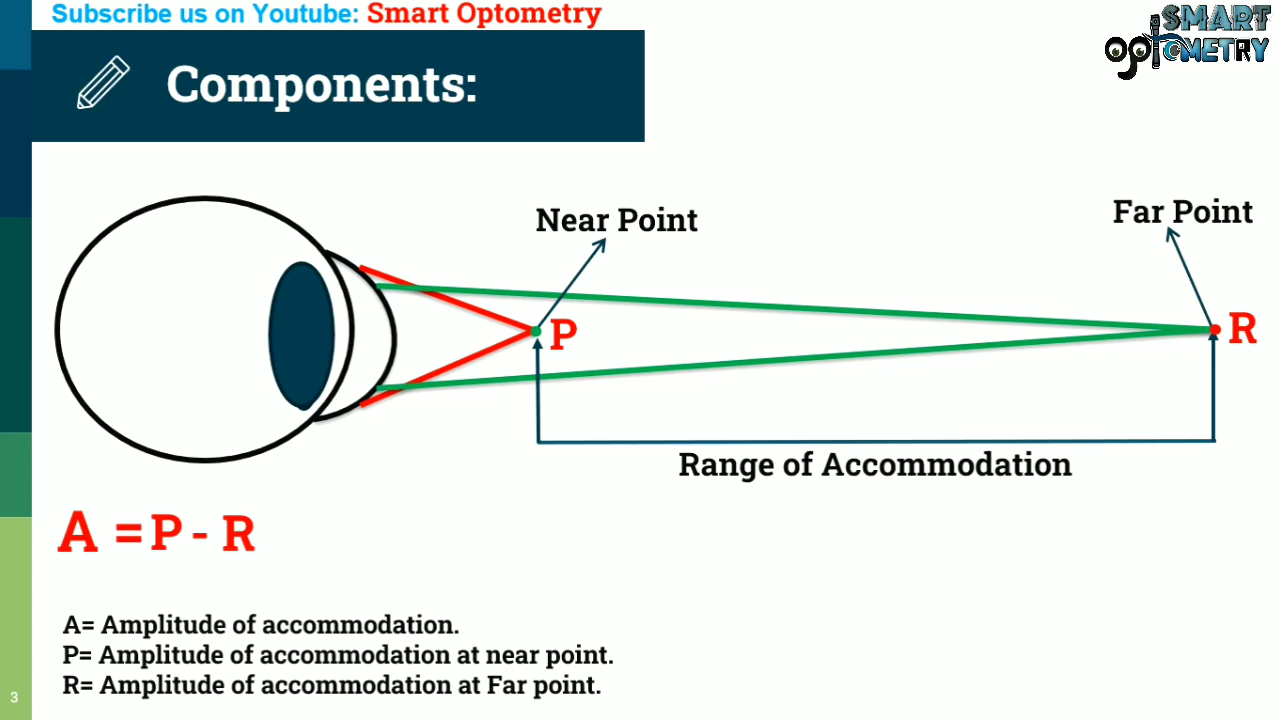 Subscribe us on Youtube: Smart Optometry
SMART
OptOMETRY
Components:
Near Point
Far Point
P
R
Range of Accommodation
A = P - R
A= Amplitude of accommodation.
P= Amplitude of accommodation at near point.
R= Amplitude of accommodation at Far point.
3